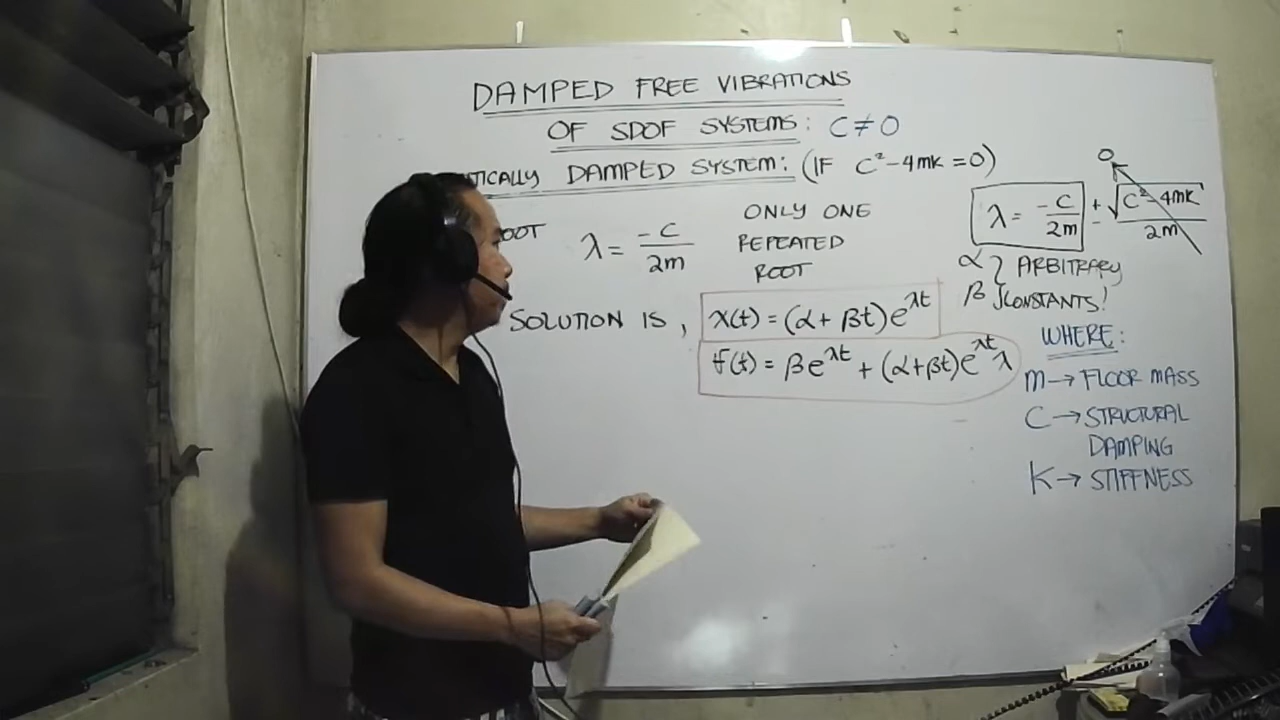 DAMPED FREE VIBRATIONS
OF SDOF SYSTEMS: C≠0
TICALLY DAMPED SYSTEM: (IF C²-4mk=0)
OOT λ = -C/2m ONLY ONE
REPEATED
ROOT
λ = -C/2m ± √(C²-4mk)/2m 0
α } ARBITRARY
β CONSTANTS!
SOLUTION IS, x(t) = (α + βt)e^λt
(t) = βe^λt + (α+βt)e^λt λ
WHERE:
m → FLOOR MASS
C → STRUCTURAL
DAMPING
K → STIFFNESS